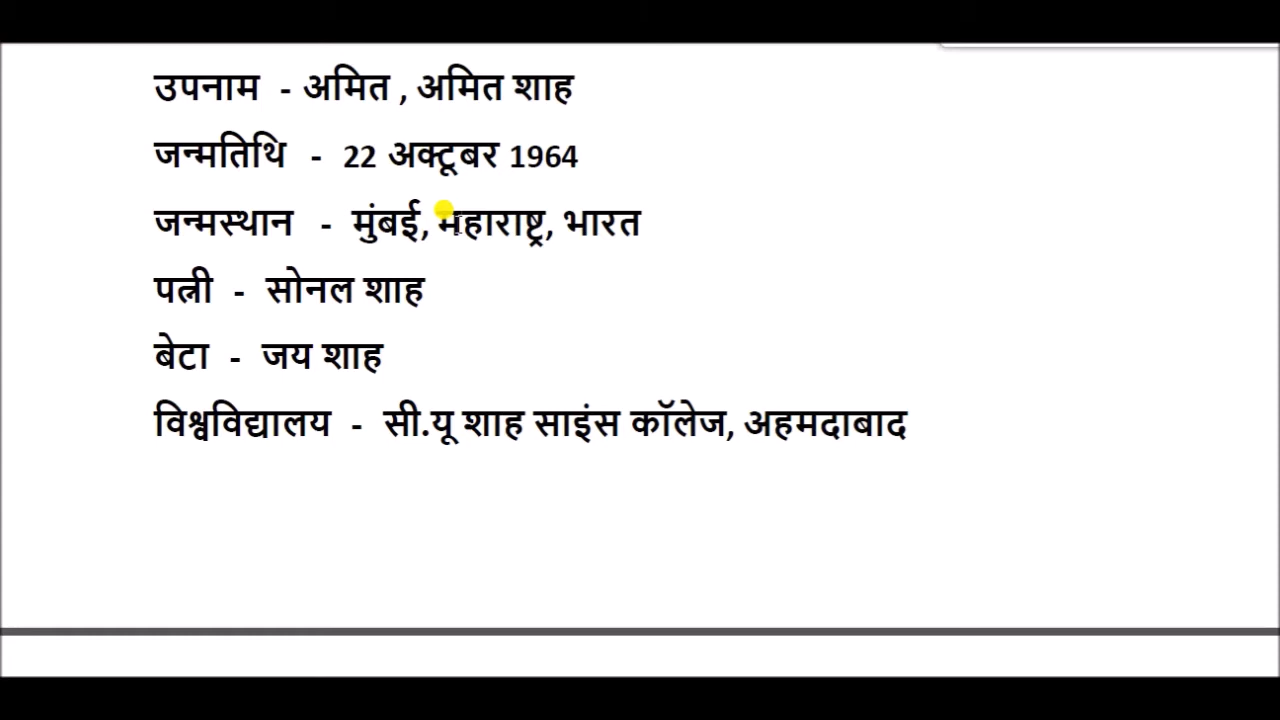 उपनाम - अमित , अमित शाह
जन्मतिथि - 22 अक्टूबर 1964
जन्मस्थान - मुंबई, महाराष्ट्र, भारत
पत्नी - सोनल शाह
बेटा - जय शाह
विश्वविद्यालय - सी.यू शाह साइंस कॉलेज, अहमदाबाद